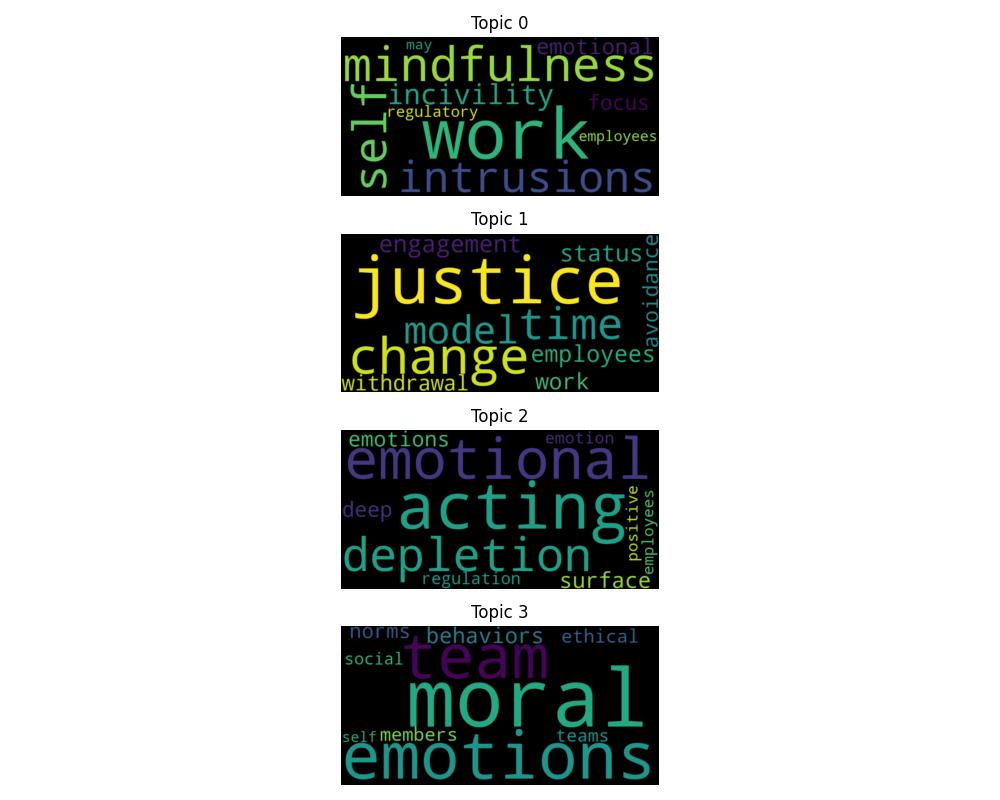 Topic 0
may emotional
mindfulness
incivility focus
self regulatory
work employees
intrusions
Topic 1
engagement status
justice avoidance
model time
change employees
withdrawal work
Topic 2
emotions emotion
emotional
deep acting positive employees
depletion
regulation surface
Topic 3
norms behaviors ethical
social team
moral
self members teams
emotions